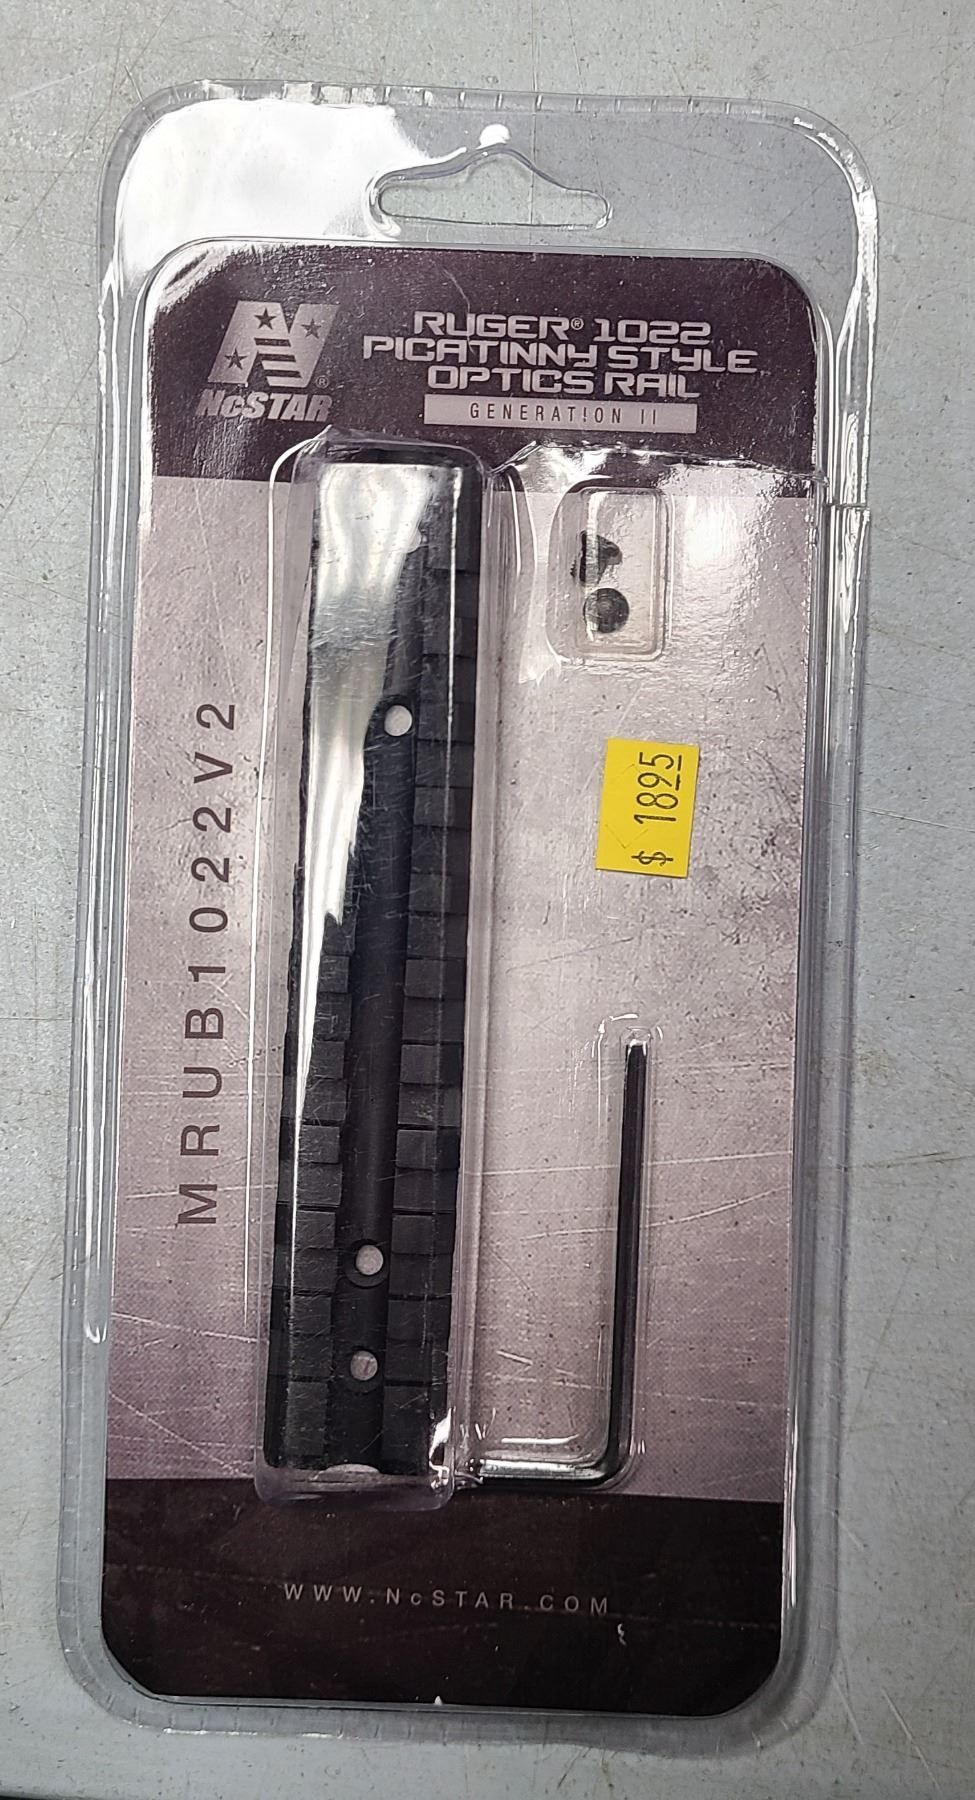 NcSTAR®
RUGER® 1022
PICATINNY STYLE
OPTICS RAIL
GENERATION II
MRUB1022V2
$ 1895
WWW.NcSTAR.COM